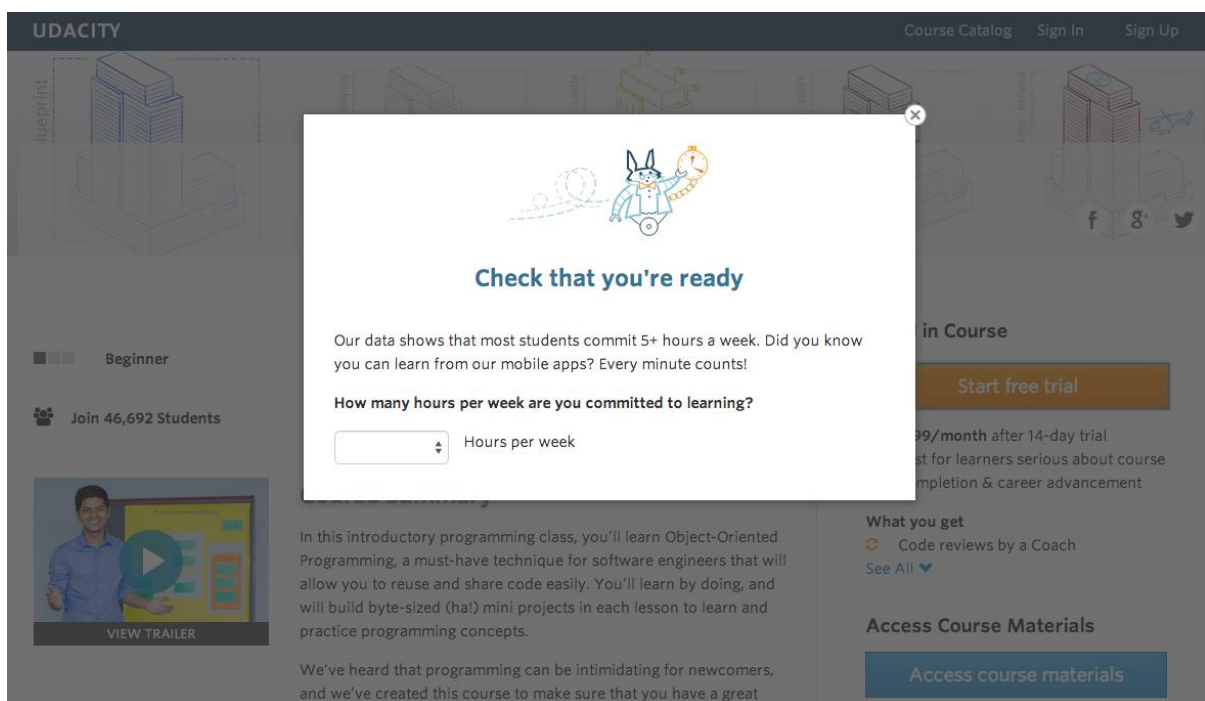 UDACITY
Course Catalog Sign In Sign Up
blueprint
Check that you're ready
Our data shows that most students commit 5+ hours a week. Did you know
you can learn from our mobile apps? Every minute counts!
How many hours per week are you committed to learning?
Hours per week
Beginner
Join 46,692 Students
VIEW TRAILER
In this introductory programming class, you'll learn Object-Oriented
Programming, a must-have technique for software engineers that will
allow you to reuse and share code easily. You'll learn by doing, and
will build byte-sized (ha!) mini projects in each lesson to learn and
practice programming concepts.
We've heard that programming can be intimidating for newcomers,
and we've created this course to make sure that you have a great
in Course
Start free trial
99/month after 14-day trial
st for learners serious about course
mpletion & career advancement
What you get
Code reviews by a Coach
See All
Access Course Materials
Access course materials